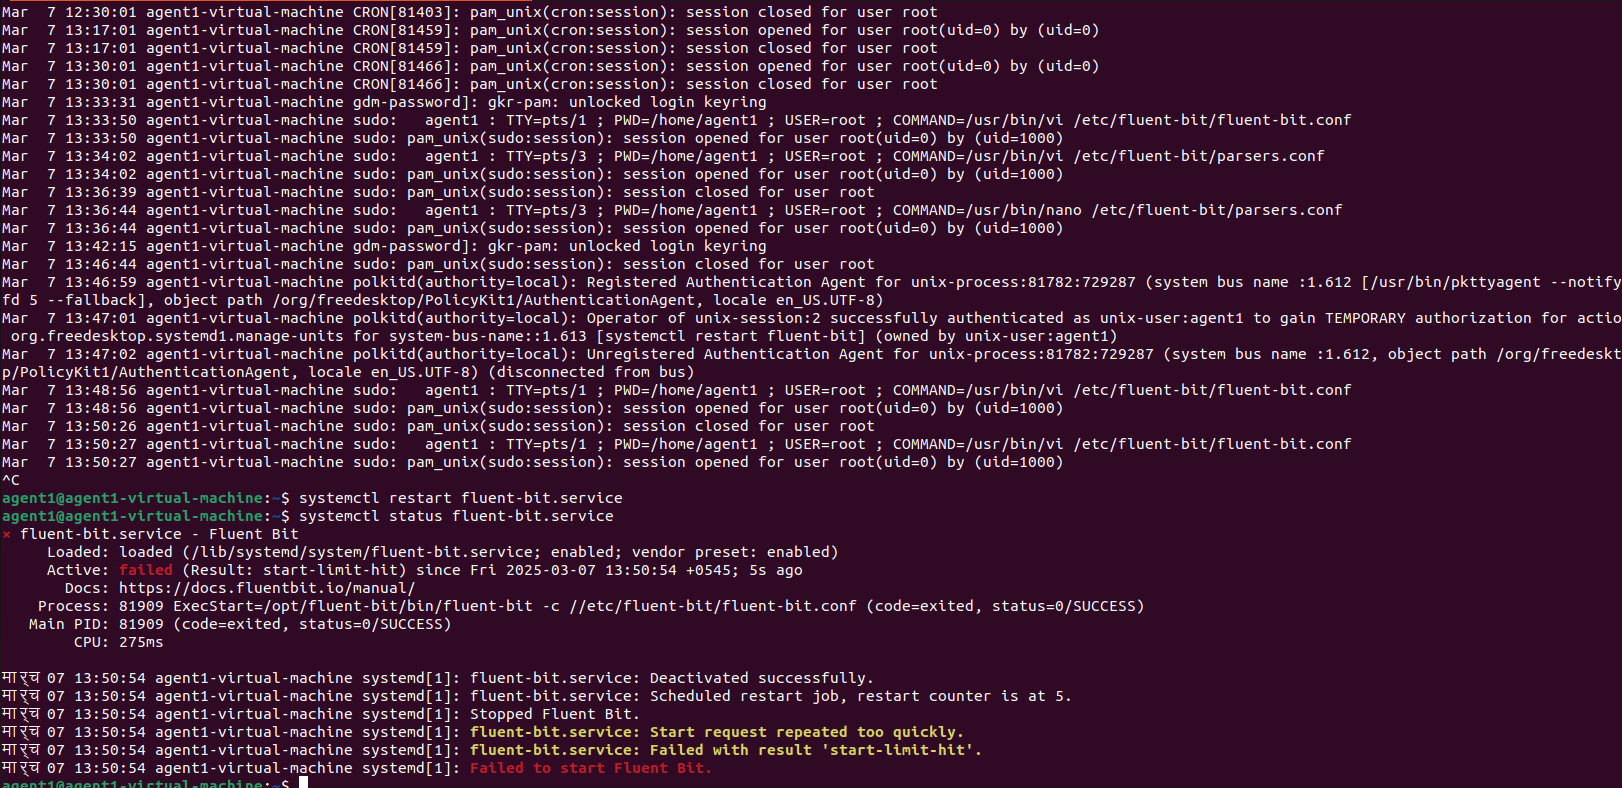 Mar  7 12:30:01 agent1-virtual-machine CRON[81403]: pam_unix(cron:session): session closed for user root
Mar  7 13:17:01 agent1-virtual-machine CRON[81459]: pam_unix(cron:session): session opened for user root(uid=0) by (uid=0)
Mar  7 13:17:01 agent1-virtual-machine CRON[81459]: pam_unix(cron:session): session closed for user root
Mar  7 13:30:01 agent1-virtual-machine CRON[81466]: pam_unix(cron:session): session opened for user root(uid=0) by (uid=0)
Mar  7 13:30:01 agent1-virtual-machine CRON[81466]: pam_unix(cron:session): session closed for user root
Mar  7 13:33:31 agent1-virtual-machine gdm-password]: gkr-pam: unlocked login keyring
Mar  7 13:33:50 agent1-virtual-machine sudo:   agent1 : TTY=pts/1 ; PWD=/home/agent1 ; USER=root ; COMMAND=/usr/bin/vi /etc/fluent-bit/fluent-bit.conf
Mar  7 13:33:50 agent1-virtual-machine sudo: pam_unix(sudo:session): session opened for user root(uid=0) by (uid=1000)
Mar  7 13:34:02 agent1-virtual-machine sudo:   agent1 : TTY=pts/3 ; PWD=/home/agent1 ; USER=root ; COMMAND=/usr/bin/vi /etc/fluent-bit/parsers.conf
Mar  7 13:34:02 agent1-virtual-machine sudo: pam_unix(sudo:session): session opened for user root(uid=0) by (uid=1000)
Mar  7 13:36:39 agent1-virtual-machine sudo: pam_unix(sudo:session): session closed for user root
Mar  7 13:36:44 agent1-virtual-machine sudo:   agent1 : TTY=pts/3 ; PWD=/home/agent1 ; USER=root ; COMMAND=/usr/bin/nano /etc/fluent-bit/parsers.conf
Mar  7 13:36:44 agent1-virtual-machine sudo: pam_unix(sudo:session): session opened for user root(uid=0) by (uid=1000)
Mar  7 13:42:15 agent1-virtual-machine gdm-password]: gkr-pam: unlocked login keyring
Mar  7 13:46:44 agent1-virtual-machine sudo: pam_unix(sudo:session): session closed for user root
Mar  7 13:46:59 agent1-virtual-machine polkitd(authority=local): Registered Authentication Agent for unix-process:81782:729287 (system bus name :1.612 [/usr/bin/pkttyagent --notify
fd 5 --fallback], object path /org/freedesktop/PolicyKit1/AuthenticationAgent, locale en_US.UTF-8)
Mar  7 13:47:01 agent1-virtual-machine polkitd(authority=local): Operator of unix-session:2 successfully authenticated as unix-user:agent1 to gain TEMPORARY authorization for actio
 org.freedesktop.systemd1.manage-units for system-bus-name::1.613 [systemctl restart fluent-bit] (owned by unix-user:agent1)
Mar  7 13:47:02 agent1-virtual-machine polkitd(authority=local): Unregistered Authentication Agent for unix-process:81782:729287 (system bus name :1.612, object path /org/freedeskt
p/PolicyKit1/AuthenticationAgent, locale en_US.UTF-8) (disconnected from bus)
Mar  7 13:48:56 agent1-virtual-machine sudo:   agent1 : TTY=pts/1 ; PWD=/home/agent1 ; USER=root ; COMMAND=/usr/bin/vi /etc/fluent-bit/fluent-bit.conf
Mar  7 13:48:56 agent1-virtual-machine sudo: pam_unix(sudo:session): session opened for user root(uid=0) by (uid=1000)
Mar  7 13:50:26 agent1-virtual-machine sudo: pam_unix(sudo:session): session closed for user root
Mar  7 13:50:27 agent1-virtual-machine sudo:   agent1 : TTY=pts/1 ; PWD=/home/agent1 ; USER=root ; COMMAND=/usr/bin/vi /etc/fluent-bit/fluent-bit.conf
Mar  7 13:50:27 agent1-virtual-machine sudo: pam_unix(sudo:session): session opened for user root(uid=0) by (uid=1000)
^C
agent1@agent1-virtual-machine:~$ systemctl restart fluent-bit.service
agent1@agent1-virtual-machine:~$ systemctl status fluent-bit.service
× fluent-bit.service - Fluent Bit
     Loaded: loaded (/lib/systemd/system/fluent-bit.service; enabled; vendor preset: enabled)
     Active: failed (Result: start-limit-hit) since Fri 2025-03-07 13:50:54 +0545; 5s ago
       Docs: https://docs.fluentbit.io/manual/
    Process: 81909 ExecStart=/opt/fluent-bit/bin/fluent-bit -c //etc/fluent-bit/fluent-bit.conf (code=exited, status=0/SUCCESS)
   Main PID: 81909 (code=exited, status=0/SUCCESS)
        CPU: 275ms
मार्च 07 13:50:54 agent1-virtual-machine systemd[1]: fluent-bit.service: Deactivated successfully.
मार्च 07 13:50:54 agent1-virtual-machine systemd[1]: fluent-bit.service: Scheduled restart job, restart counter is at 5.
मार्च 07 13:50:54 agent1-virtual-machine systemd[1]: Stopped Fluent Bit.
मार्च 07 13:50:54 agent1-virtual-machine systemd[1]: fluent-bit.service: Start request repeated too quickly.
मार्च 07 13:50:54 agent1-virtual-machine systemd[1]: fluent-bit.service: Failed with result 'start-limit-hit'.
मार्च 07 13:50:54 agent1-virtual-machine systemd[1]: Failed to start Fluent Bit.
agent1@agent1-virtual-machine:~$